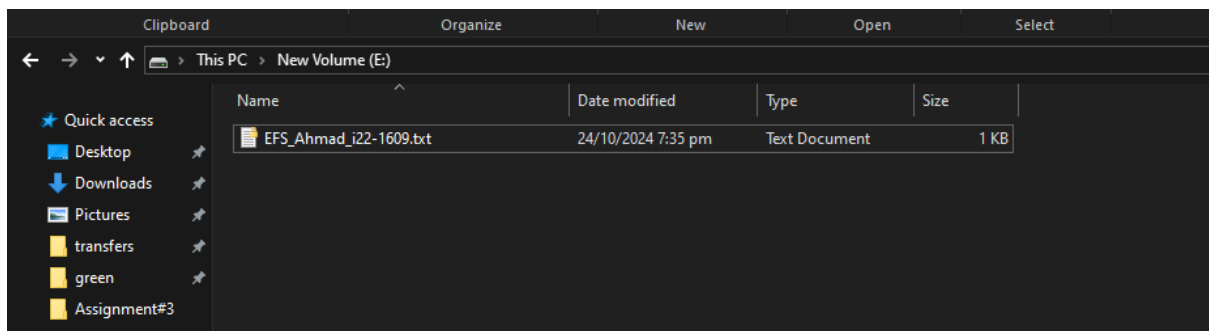 Clipboard Organize New Open Select
This PC > New Volume (E:)
Name Date modified Type Size
Quick access
EFS_Ahmad_i22-1609.txt 24/10/2024 7:35 pm Text Document 1 KB
Desktop
Downloads
Pictures
transfers
green
Assignment#3